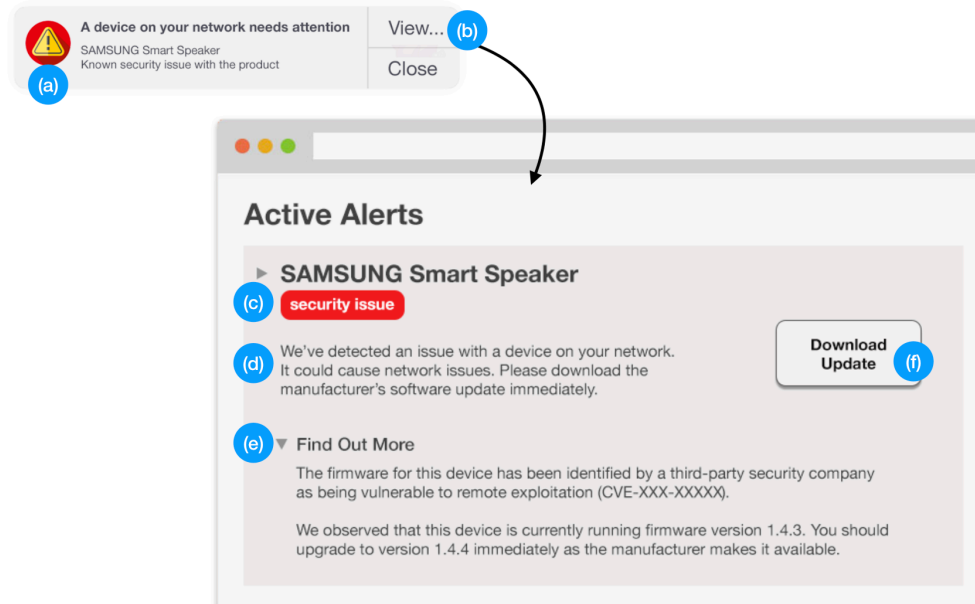 A device on your network needs attention
SAMSUNG Smart Speaker
Known security issue with the product
View...
Close
(a)
(b)
Active Alerts
SAMSUNG Smart Speaker
(c)
security issue
(d)
We've detected an issue with a device on your network.
It could cause network issues. Please download the
manufacturer's software update immediately.
Download
Update
(f)
(e)
Find Out More
The firmware for this device has been identified by a third-party security company
as being vulnerable to remote exploitation (CVE-XXX-XXXXX).
We observed that this device is currently running firmware version 1.4.3. You should
upgrade to version 1.4.4 immediately as the manufacturer makes it available.